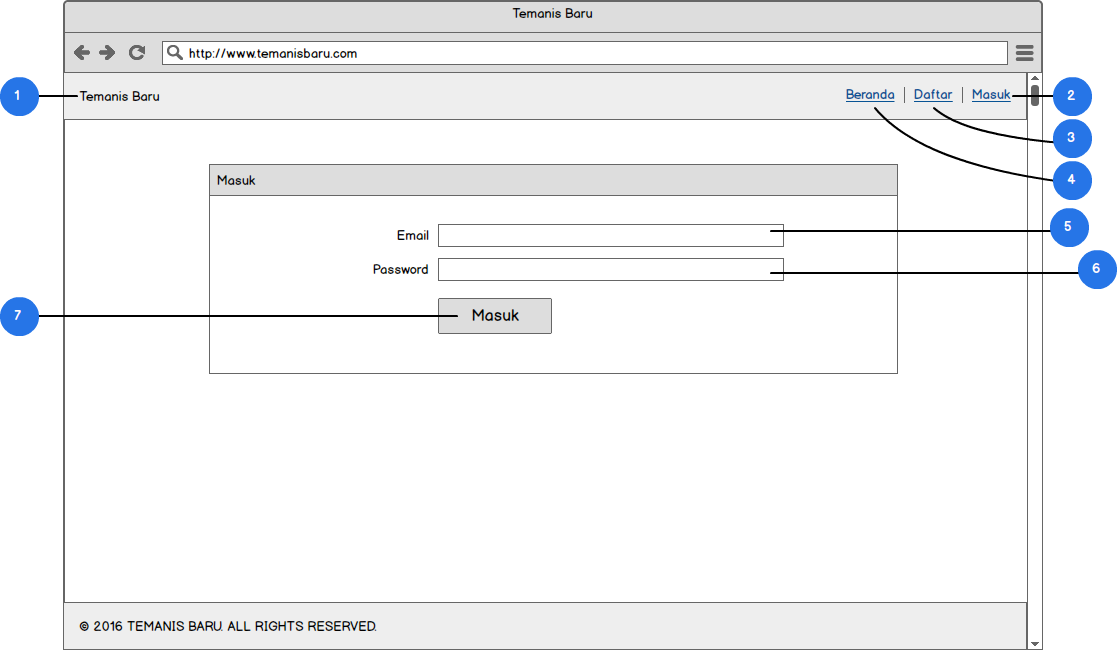 Temanis Baru
http://www.temanisbaru.com
1
Temanis Baru
Beranda
Daftar
Masuk
2
3
4
Masuk
Email
5
Password
6
7
Masuk
© 2016 TEMANIS BARU. ALL RIGHTS RESERVED.